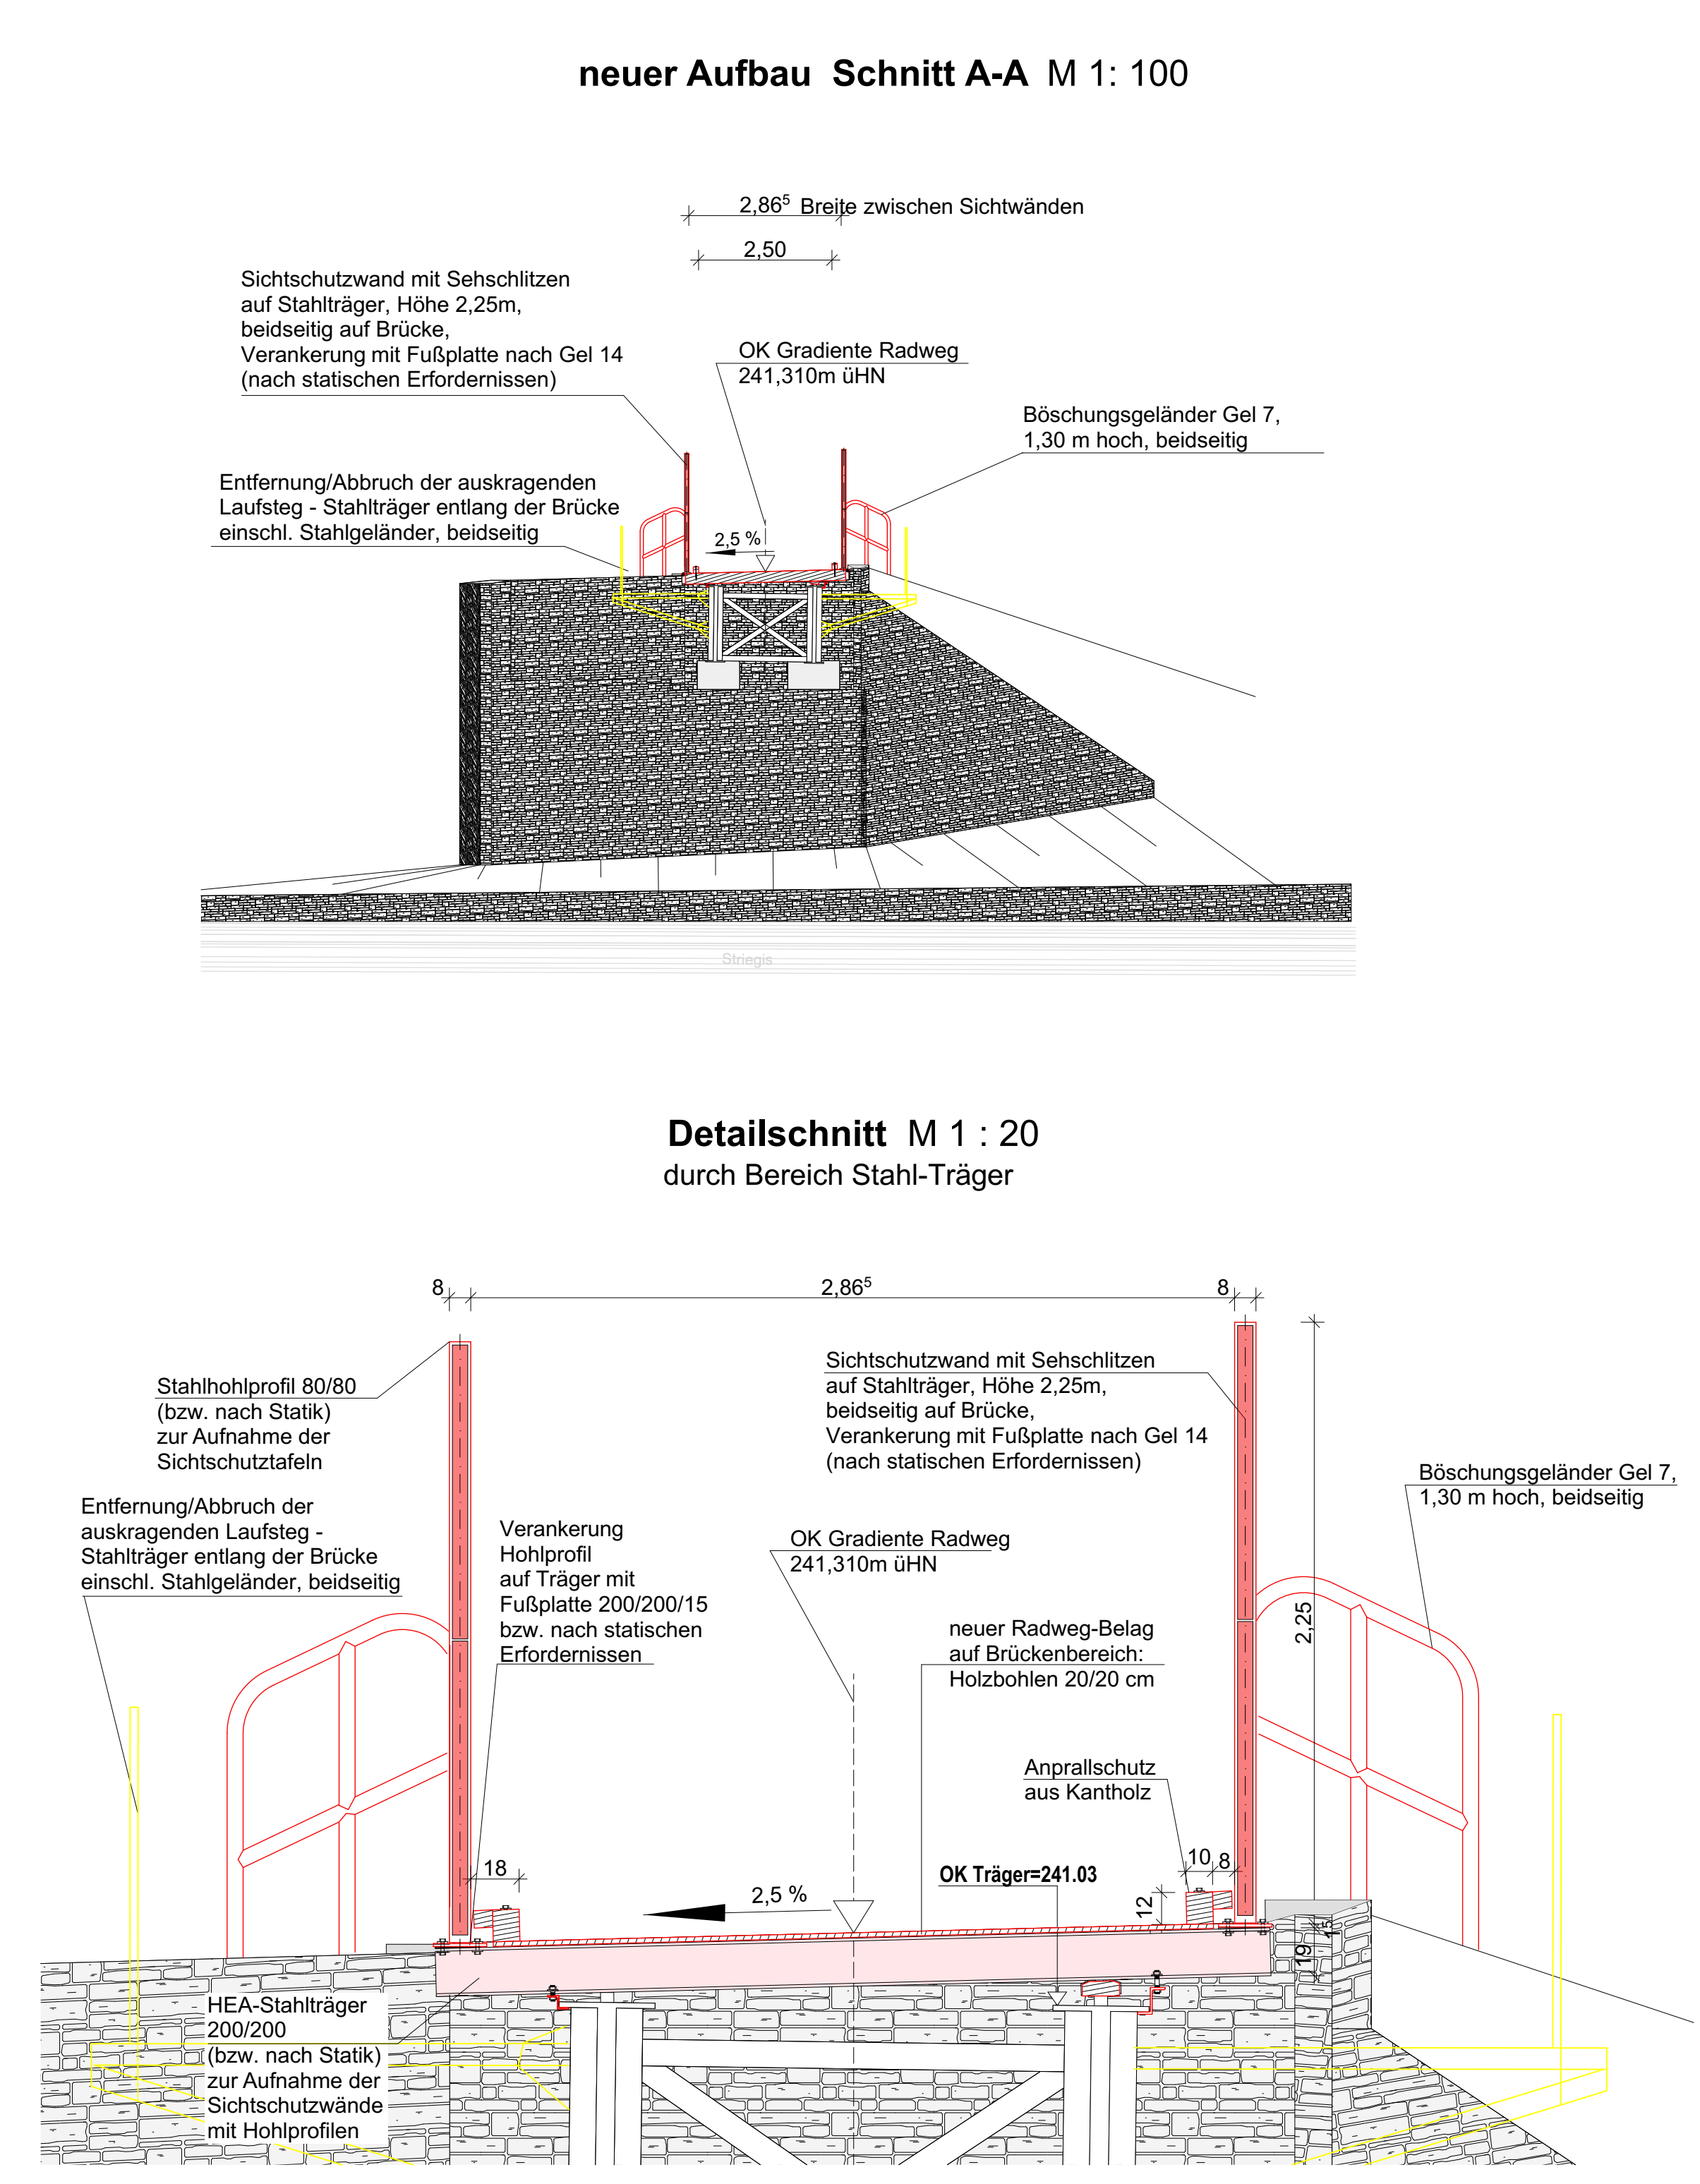 neuer Aufbau  Schnitt A-A  M 1: 100
2,86⁵  Breite zwischen Sichtwänden
2,50
Sichtschutzwand mit Sehschlitzen
auf Stahlträger, Höhe 2,25m,
beidseitig auf Brücke,
Verankerung mit Fußplatte nach Gel 14
(nach statischen Erfordernissen)
OK Gradiente Radweg
241,310m üHN
Böschungsgeländer Gel 7,
1,30 m hoch, beidseitig
Entfernung/Abbruch der auskragenden
Laufsteg - Stahlträger entlang der Brücke
einschl. Stahlgeländer, beidseitig
2,5 %
Striegis
Detailschnitt  M 1 : 20
durch Bereich Stahl-Träger
8
2,86⁵
8
Stahlhohlprofil 80/80
(bzw. nach Statik)
zur Aufnahme der
Sichtschutztafeln
Sichtschutzwand mit Sehschlitzen
auf Stahlträger, Höhe 2,25m,
beidseitig auf Brücke,
Verankerung mit Fußplatte nach Gel 14
(nach statischen Erfordernissen)
Böschungsgeländer Gel 7,
1,30 m hoch, beidseitig
Entfernung/Abbruch der
auskragenden Laufsteg -
Stahlträger entlang der Brücke
einschl. Stahlgeländer, beidseitig
Verankerung
Hohlprofil
auf Träger mit
Fußplatte 200/200/15
bzw. nach statischen
Erfordernissen
OK Gradiente Radweg
241,310m üHN
2,25
neuer Radweg-Belag
auf Brückenbereich:
Holzbohlen 20/20 cm
Anprallschutz
aus Kantholz
18
10
8
OK Träger=241.03
2,5 %
12
19
HEA-Stahlträger
200/200
(bzw. nach Statik)
zur Aufnahme der
Sichtschutzwände
mit Hohlprofilen